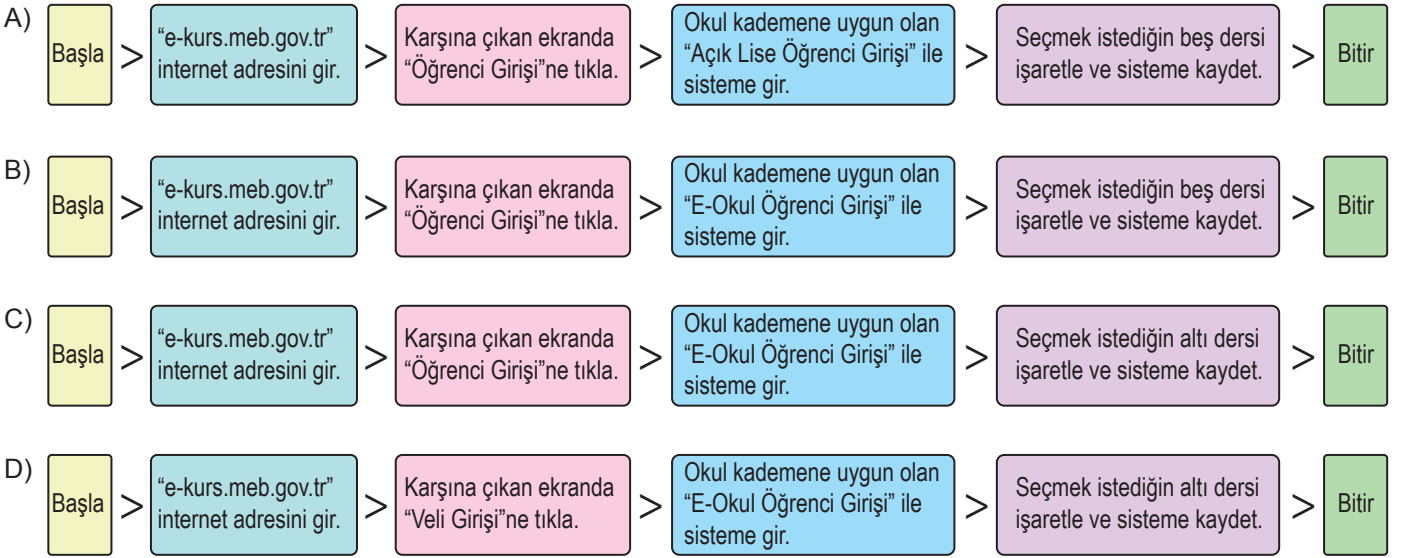 A)
Başla > “e-kurs.meb.gov.tr” > Karşına çıkan ekranda > Okul kademene uygun olan > Seçmek istediğin beş dersi > Bitir
internet adresini gir.
“Öğrenci Girişi”ne tıkla.
“Açık Lise Öğrenci Girişi” ile
sisteme gir.
işaretle ve sisteme kaydet.
B)
Başla > “e-kurs.meb.gov.tr” > Karşına çıkan ekranda > Okul kademene uygun olan > Seçmek istediğin beş dersi > Bitir
internet adresini gir.
“Öğrenci Girişi”ne tıkla.
“E-Okul Öğrenci Girişi” ile
sisteme gir.
işaretle ve sisteme kaydet.
C)
Başla > “e-kurs.meb.gov.tr” > Karşına çıkan ekranda > Okul kademene uygun olan > Seçmek istediğin altı dersi > Bitir
internet adresini gir.
“Öğrenci Girişi”ne tıkla.
“E-Okul Öğrenci Girişi” ile
sisteme gir.
işaretle ve sisteme kaydet.
D)
Başla > “e-kurs.meb.gov.tr” > Karşına çıkan ekranda > Okul kademene uygun olan > Seçmek istediğin altı dersi > Bitir
internet adresini gir.
“Veli Girişi”ne tıkla.
“E-Okul Öğrenci Girişi” ile
sisteme gir.
işaretle ve sisteme kaydet.